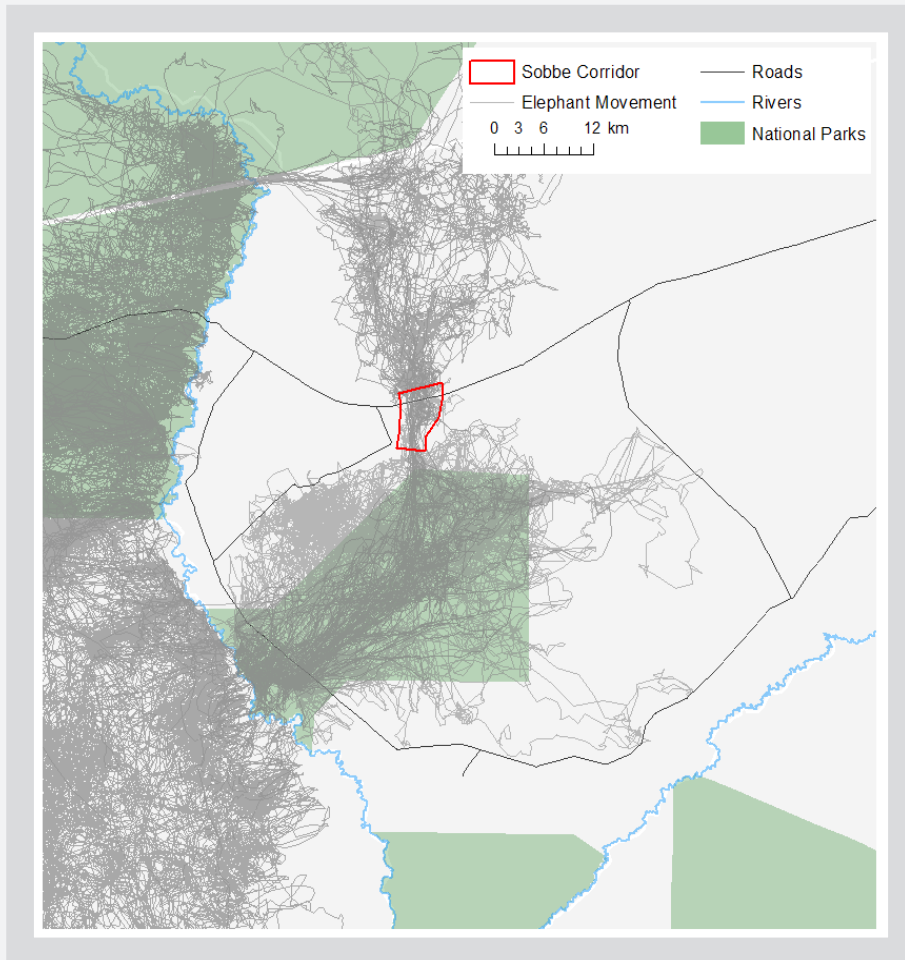 Sobbe Corridor
Elephant Movement
0 3 6 12 km
Roads
Rivers
National Parks